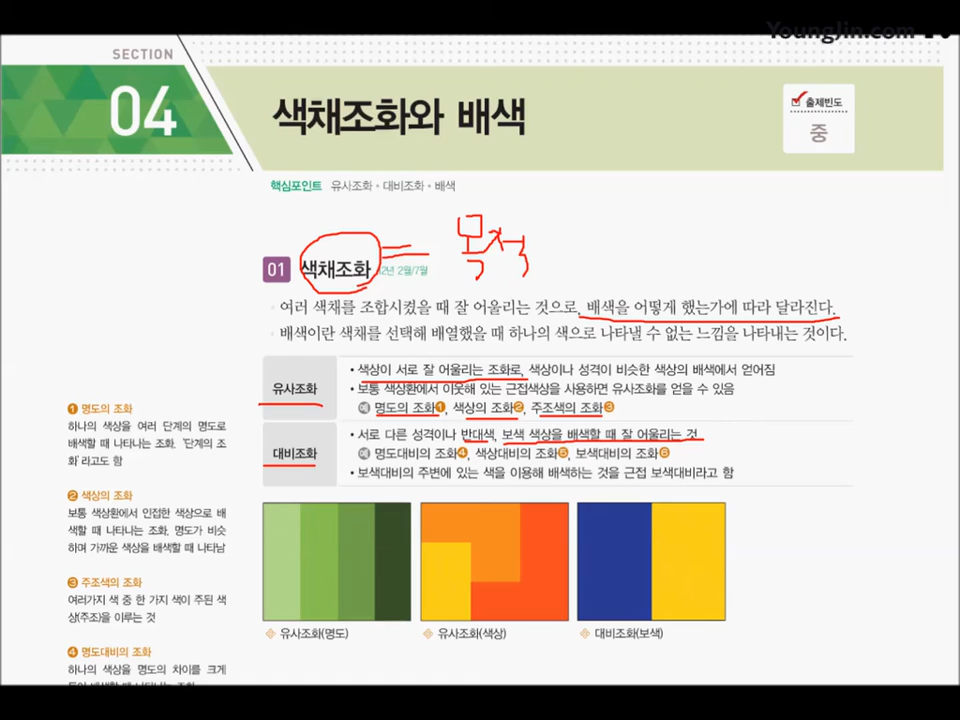 YoungJin.com
SECTION
04
색채조화와 배색
출제빈도
중
핵심포인트 유사조화 · 대비조화 · 배색
목적
01 색채조화 02년 2월/7월
• 여러 색채를 조합시켰을 때 잘 어울리는 것으로, 배색을 어떻게 했는가에 따라 달라진다.
• 배색이란 색채를 선택해 배열했을 때 하나의 색으로 나타낼 수 없는 느낌을 나타내는 것이다.
유사조화
• 색상이 서로 잘 어울리는 조화로, 색상이나 성격이 비슷한 색상의 배색에서 얻어짐
• 보통 색상환에서 이웃해 있는 근접색상을 사용하면 유사조화를 얻을 수 있음
예 명도의 조화❶, 색상의 조화❷, 주조색의 조화❸
대비조화
• 서로 다른 성격이나 반대색, 보색 색상을 배색할 때 잘 어울리는 것
예 명도대비의 조화❹, 색상대비의 조화❺, 보색대비의 조화❻
• 보색대비의 주변에 있는 색을 이용해 배색하는 것을 근접 보색대비라고 함
❶ 명도의 조화
하나의 색상을 여러 단계의 명도로
배색할 때 나타나는 조화. '단계의 조
화'라고도 함
❷ 색상의 조화
보통 색상환에서 인접한 색상으로 배
색할 때 나타나는 조화. 명도가 비슷
하며 가까운 색상을 배색할 때 나타남
❸ 주조색의 조화
여러가지 색 중 한 가지 색이 주된 색
상(주조)을 이루는 것
❹ 명도대비의 조화
하나의 색상을 명도의 차이를 크게
유사조화(명도)
유사조화(색상)
대비조화(보색)